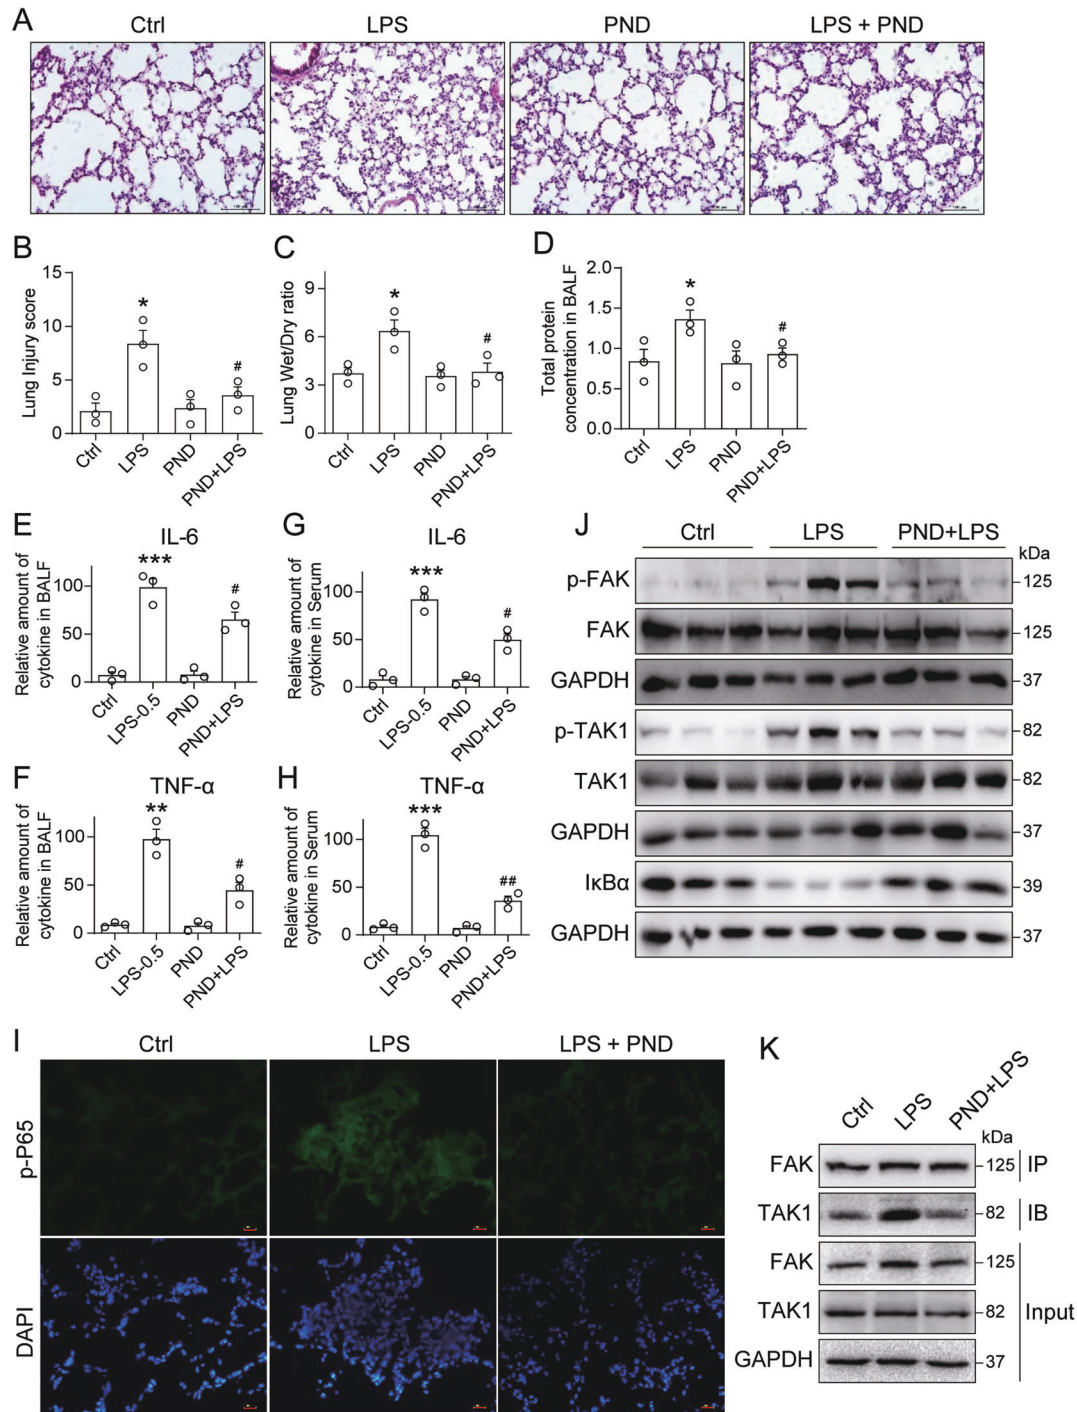 A
Ctrl
LPS
PND
LPS + PND
B
Lung Injury score
15
10
5
0
*
#
Ctrl
LPS
PND
PND+LPS
C
Lung Wet/Dry ratio
9
6
3
0
*
#
Ctrl
LPS
PND
PND+LPS
D
Total protein
concentration in BALF
2.0
1.5
1.0
0.5
0.0
*
#
Ctrl
LPS
PND
PND+LPS
E
IL-6
Relative amount of
cytokine in BALF
100
50
0
***
#
Ctrl
LPS-0.5
PND
PND+LPS
G
IL-6
Relative amount of
cytokine in Serum
100
50
0
***
#
Ctrl
LPS-0.5
PND
PND+LPS
F
TNF-α
Relative amount of
cytokine in BALF
100
50
0
**
#
Ctrl
LPS-0.5
PND
PND+LPS
H
TNF-α
Relative amount of
cytokine in Serum
100
50
0
***
##
Ctrl
LPS-0.5
PND
PND+LPS
J
Ctrl
LPS
PND+LPS
kDa
p-FAK
125
FAK
125
GAPDH
37
p-TAK1
82
TAK1
82
GAPDH
37
IκBα
39
GAPDH
37
I
Ctrl
LPS
LPS + PND
p-P65
DAPI
K
Ctrl
LPS
PND+LPS
kDa
FAK
125
IP
TAK1
82
IB
FAK
125
TAK1
82
Input
GAPDH
37